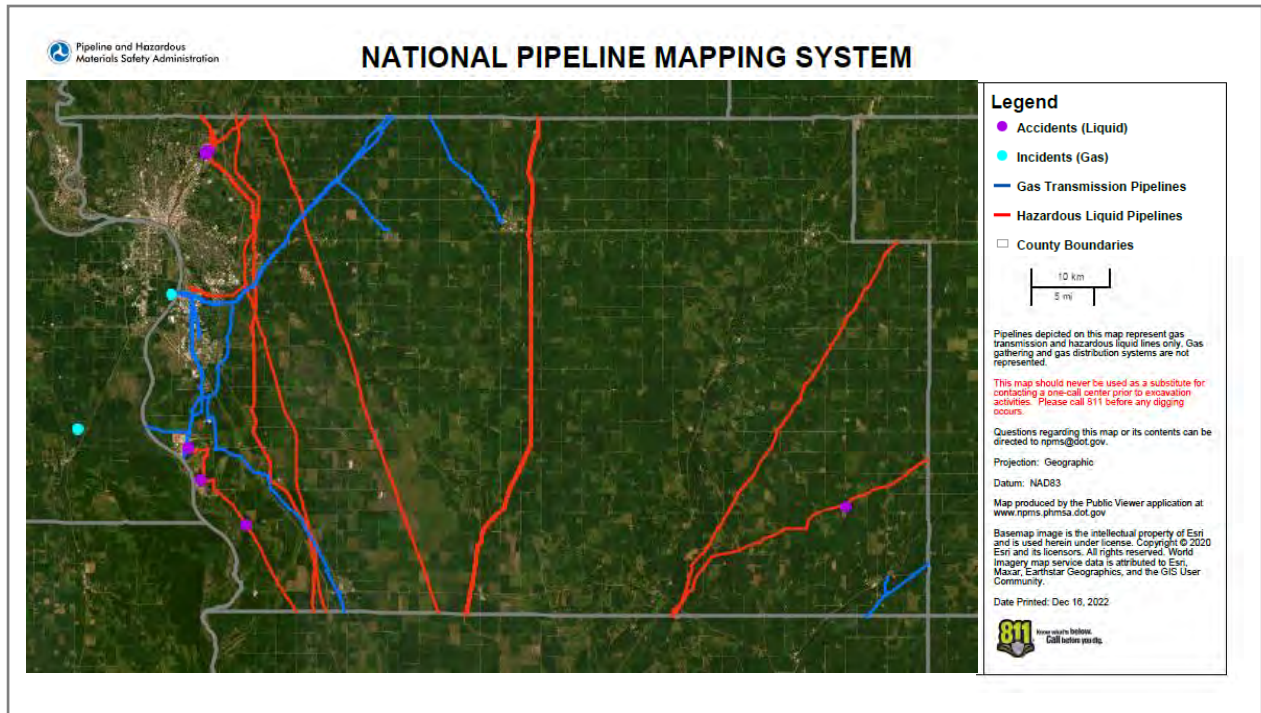 Pipeline and Hazardous
Materials Safety Administration
NATIONAL PIPELINE MAPPING SYSTEM
Legend
Accidents (Liquid)
Incidents (Gas)
Gas Transmission Pipelines
Hazardous Liquid Pipelines
County Boundaries
10 km
5 mi
Pipelines depicted on this map represent gas
transmission and hazardous liquid lines only. Gas
gathering and gas distribution systems are not
represented.
This map should never be used as a substitute for
contacting a one-call center prior to excavation
activities. Please call 811 before any digging
occurs.
Questions regarding this map or its contents can be
directed to npms@dot.gov.
Projection: Geographic
Datum: NAD83
Map produced by the Public Viewer application at
www.npms.phmsa.dot.gov
Basemap image is the intellectual property of Esri
and is used herein under license. Copyright © 2020
Esri and its licensors. All rights reserved. World
Imagery map service data is attributed to Esri,
Maxar, Earthstar Geographics, and the GIS User
Community.
Date Printed: Dec 16, 2022
811
Know what's below.
Call before you dig.